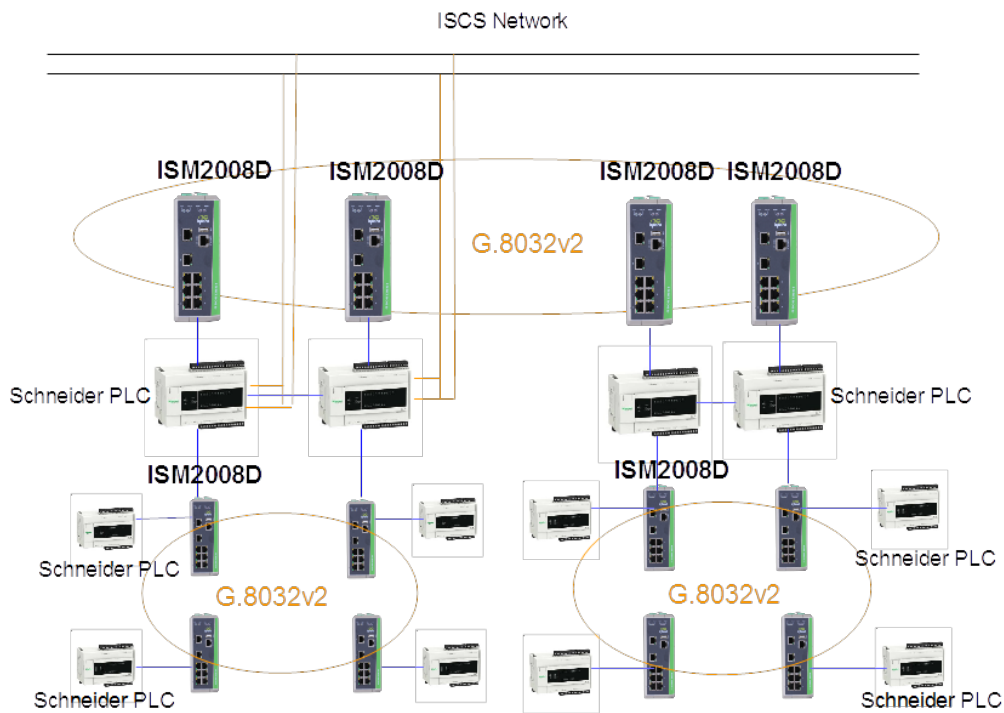 ISCS Network
ISM2008D
ISM2008D
ISM2008D
ISM2008D
G.8032v2
Schneider PLC
Schneider PLC
ISM2008D
ISM2008D
Schneider PLC
Schneider PLC
G.8032v2
G.8032v2
Schneider PLC
Schneider PLC